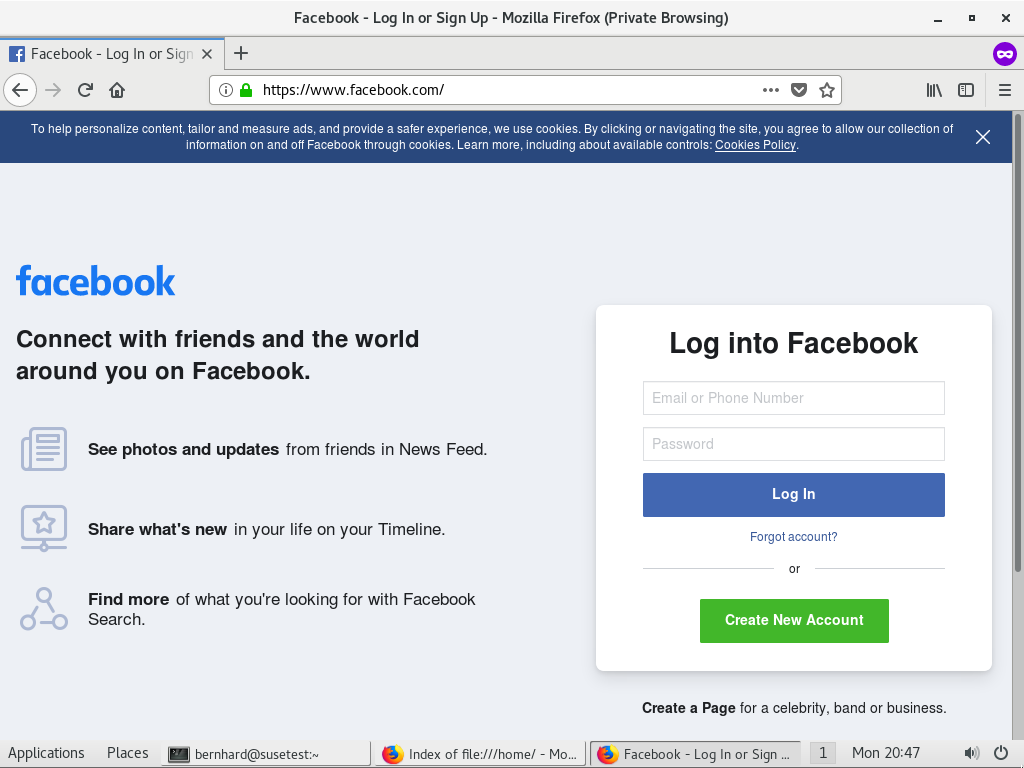 Facebook - Log In or Sign Up - Mozilla Firefox (Private Browsing)
Facebook - Log In or Sign
https://www.facebook.com/
To help personalize content, tailor and measure ads, and provide a safer experience, we use cookies. By clicking or navigating the site, you agree to allow our collection of
information on and off Facebook through cookies. Learn more, including about available controls: Cookies Policy.
facebook
Connect with friends and the world
around you on Facebook.
See photos and updates from friends in News Feed.
Share what's new in your life on your Timeline.
Find more of what you're looking for with Facebook
Search.
Log into Facebook
Email or Phone Number
Password
Log In
Forgot account?
or
Create New Account
Create a Page for a celebrity, band or business.
Applications Places bernhard@susetest:~ Index of file:///home/ - Mo... Facebook - Log In or Sign ... 1 Mon 20:47